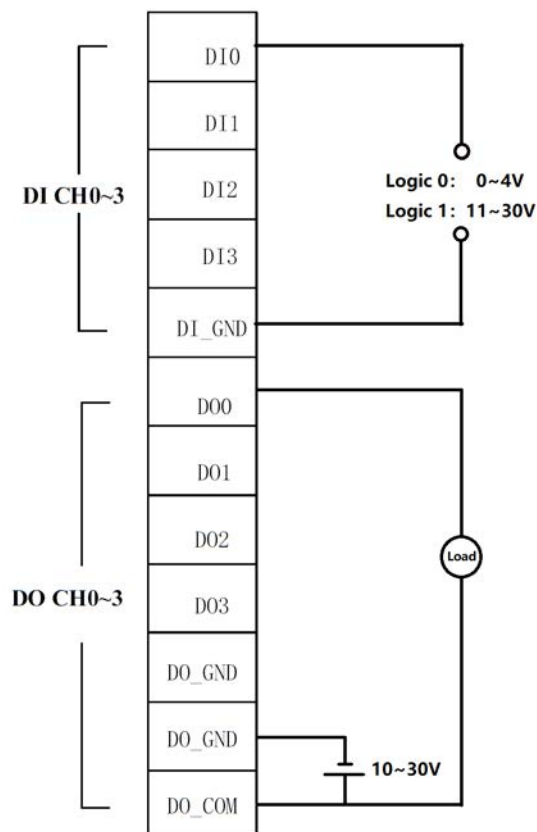 DI0
DI1
DI2
DI3
DI_GND
DO0
DO1
DO2
DO3
DO_GND
DO_GND
DO_COM
DI CH0~3
DO CH0~3
Logic 0: 0~4V
Logic 1: 11~30V
Load
10~30V